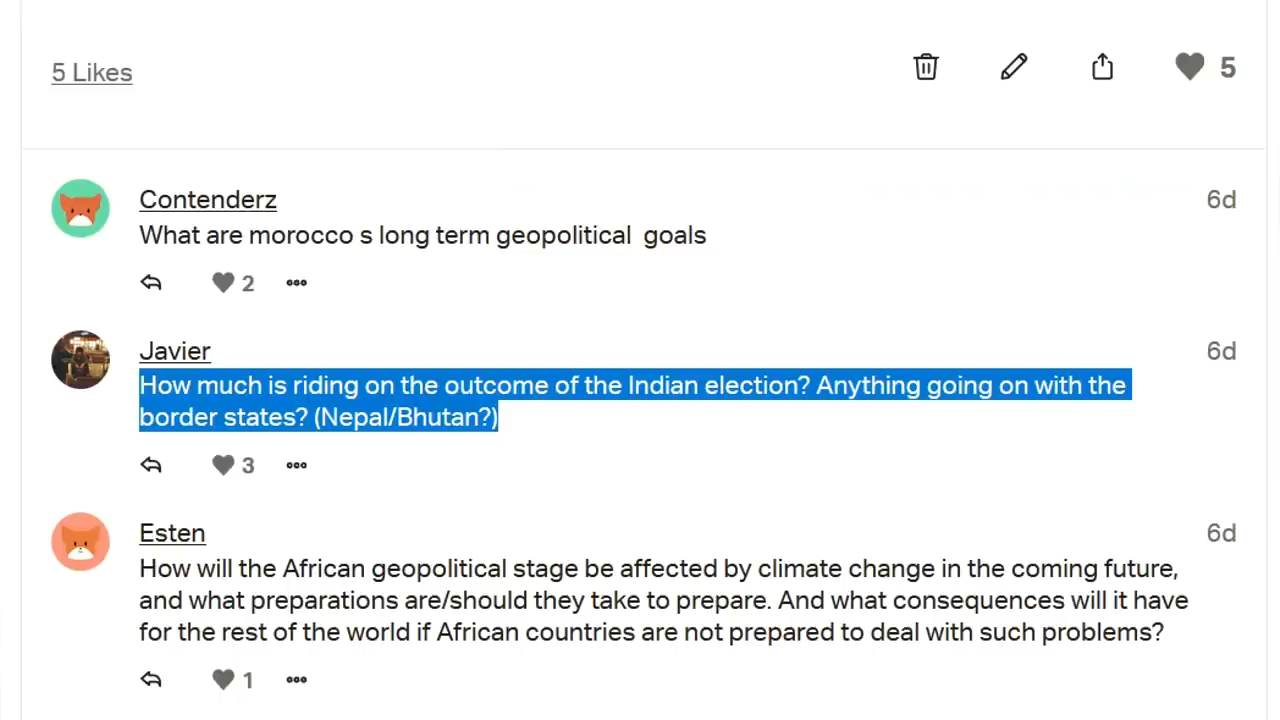 5 Likes
5
Contenderz
6d
What are morocco s long term geopolitical  goals
2
Javier
6d
How much is riding on the outcome of the Indian election? Anything going on with the
border states? (Nepal/Bhutan?)
3
Esten
6d
How will the African geopolitical stage be affected by climate change in the coming future,
and what preparations are/should they take to prepare. And what consequences will it have
for the rest of the world if African countries are not prepared to deal with such problems?
1